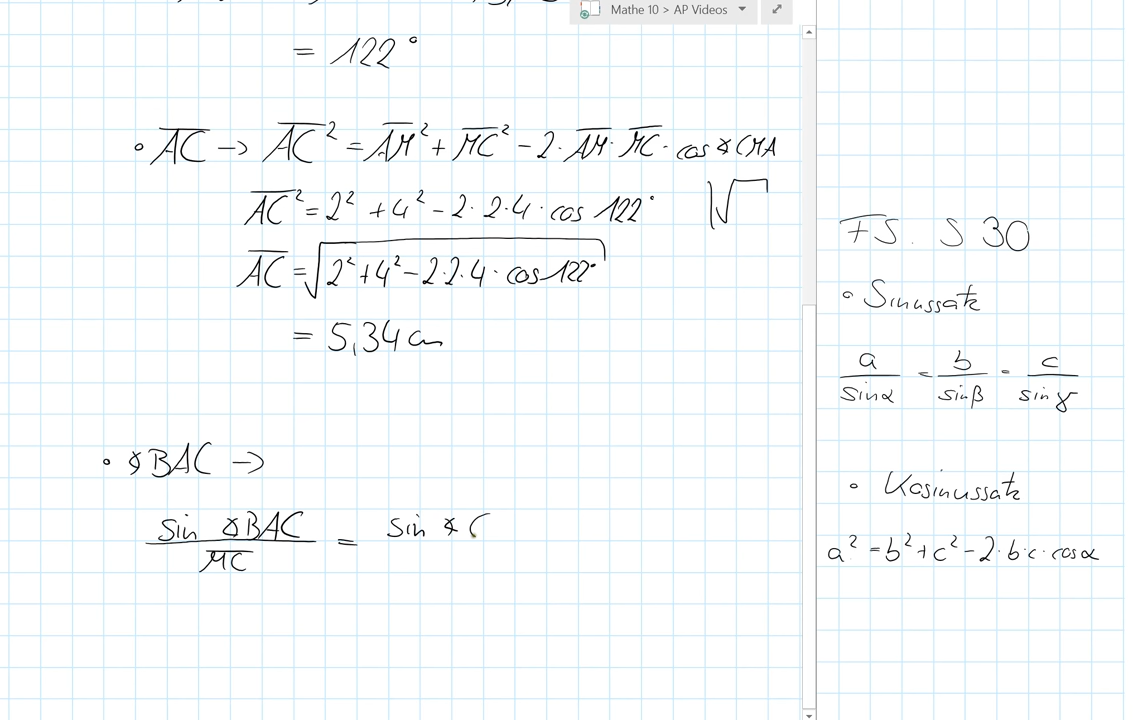 Mathe 10 > AP Videos
= 122°
• AC → AC² = AM² + MC² - 2 · AM · MC · cos ∢CMA
AC² = 2² + 4² - 2 · 2 · 4 · cos 122° |√
AC = √2² + 4² - 2·2·4 · cos 122°
= 5,34 cm
• ∢BAC →
sin ∢BAC / MC = sin ∢ C
FS. S 30
• Sinussatz
a / sin α = b / sin β = c / sin γ
• Kosinussatz
a² = b² + c² - 2·b·c·cos α